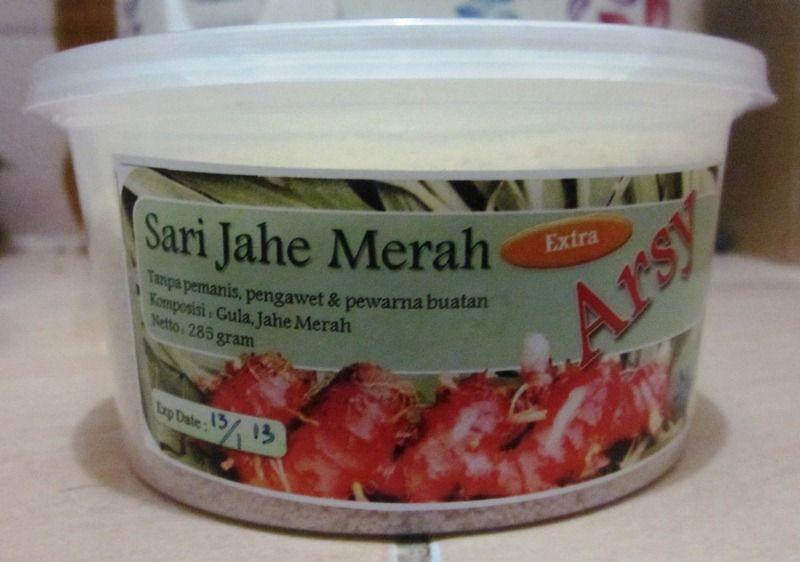 Sari Jahe Merah
Extra
Arsy
Tanpa pemanis, pengawet & pewarna buatan
Komposisi : Gula, Jahe Merah
Netto : 285 gram
Exp Date : 13/1 13